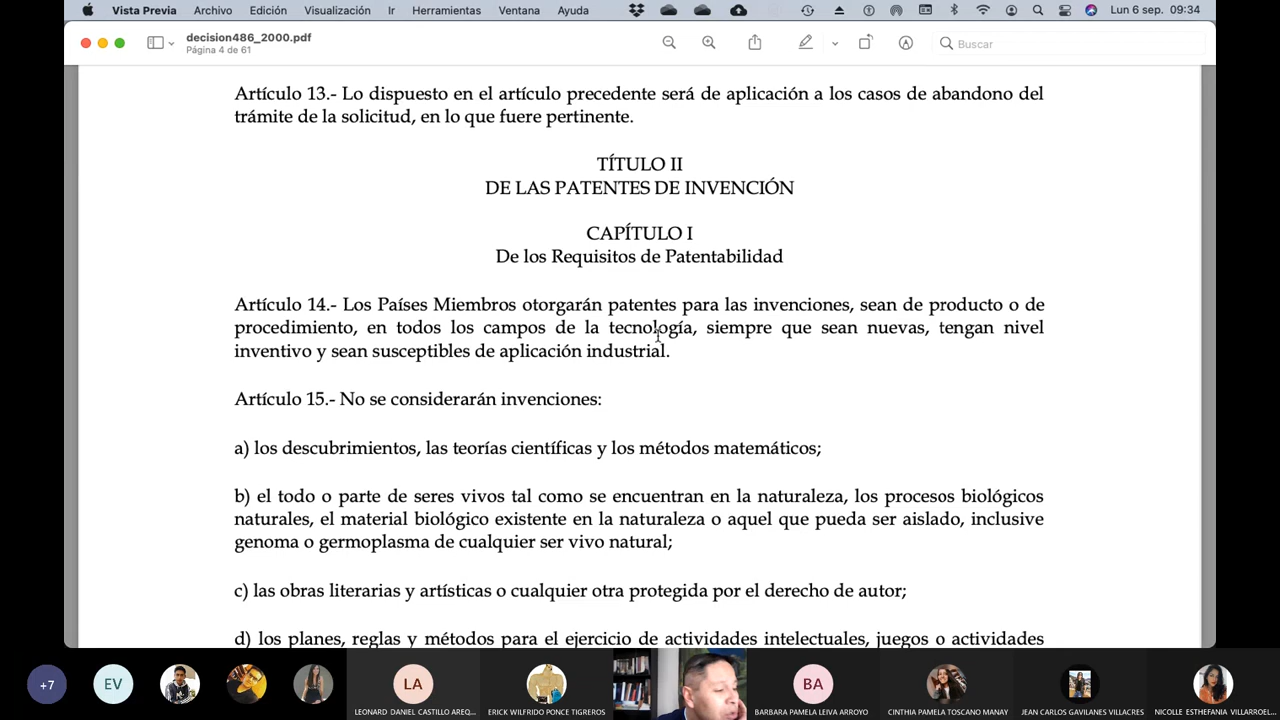 Vista Previa Archivo Edición Visualización Ir Herramientas Ventana Ayuda Lun 6 sep. 09:34
decision486_2000.pdf
Página 4 de 61
Buscar
Artículo 13.- Lo dispuesto en el artículo precedente será de aplicación a los casos de abandono del
trámite de la solicitud, en lo que fuere pertinente.
TÍTULO II
DE LAS PATENTES DE INVENCIÓN
CAPÍTULO I
De los Requisitos de Patentabilidad
Artículo 14.- Los Países Miembros otorgarán patentes para las invenciones, sean de producto o de
procedimiento, en todos los campos de la tecnología, siempre que sean nuevas, tengan nivel
inventivo y sean susceptibles de aplicación industrial.
Artículo 15.- No se considerarán invenciones:
a) los descubrimientos, las teorías científicas y los métodos matemáticos;
b) el todo o parte de seres vivos tal como se encuentran en la naturaleza, los procesos biológicos
naturales, el material biológico existente en la naturaleza o aquel que pueda ser aislado, inclusive
genoma o germoplasma de cualquier ser vivo natural;
c) las obras literarias y artísticas o cualquier otra protegida por el derecho de autor;
d) los planes, reglas y métodos para el ejercicio de actividades intelectuales, juegos o actividades
+7 EV LA BA
LEONARD DANIEL CASTILLO AREQ... ERICK WILFRIDO PONCE TIGREROS BARBARA PAMELA LEIVA ARROYO CINTHIA PAMELA TOSCANO MANAY JEAN CARLOS GAVILANES VILLACRES NICOLLE ESTHEFANIA VILLARROEL...